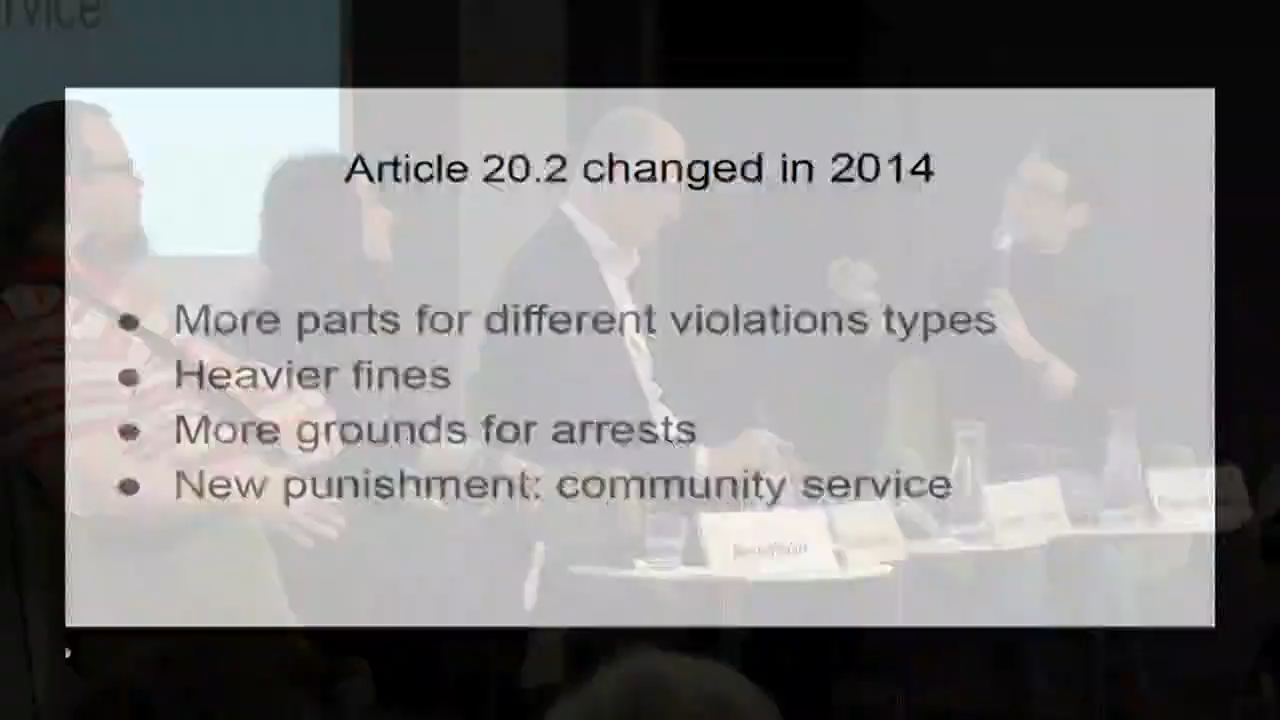 rvice
Article 20.2 changed in 2014
• More parts for different violations types
• Heavier fines
• More grounds for arrests
• New punishment: community service